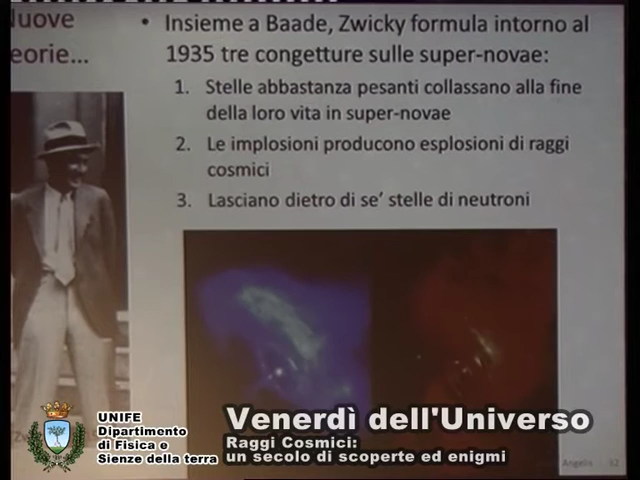 Nuove
eorie...
• Insieme a Baade, Zwicky formula intorno al
1935 tre congetture sulle super-novae:
1. Stelle abbastanza pesanti collassano alla fine
della loro vita in super-novae
2. Le implosioni producono esplosioni di raggi
cosmici
3. Lasciano dietro di se' stelle di neutroni
UNIFE
Dipartimento
di Fisica e
Sienze della terra
Venerdì dell'Universo
Raggi Cosmici:
un secolo di scoperte ed enigmi
Angelis 52